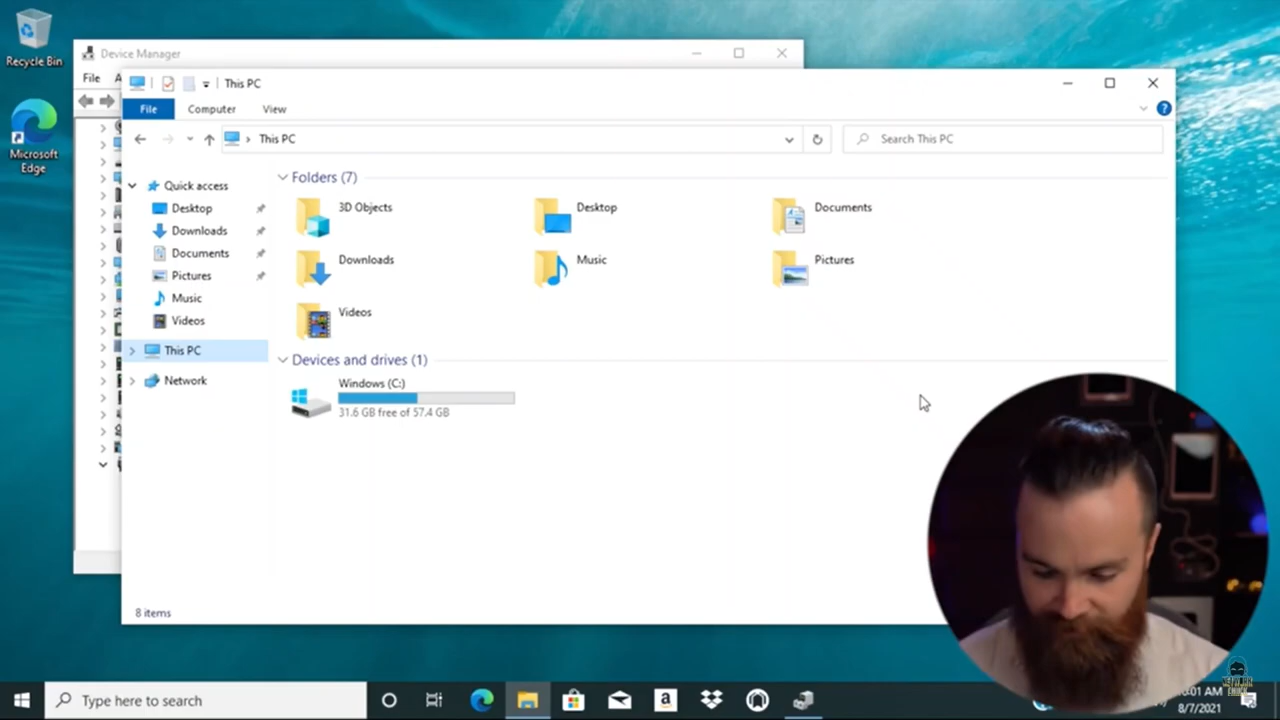 Recycle Bin
Microsoft
Edge
Device Manager
File
This PC
File
Computer
View
This PC
Search This PC
Quick access
Desktop
Downloads
Documents
Pictures
Music
Videos
This PC
Network
Folders (7)
3D Objects
Desktop
Documents
Downloads
Music
Pictures
Videos
Devices and drives (1)
Windows (C:)
31.6 GB free of 57.4 GB
8 items
Type here to search
:01 AM
8/7/2021